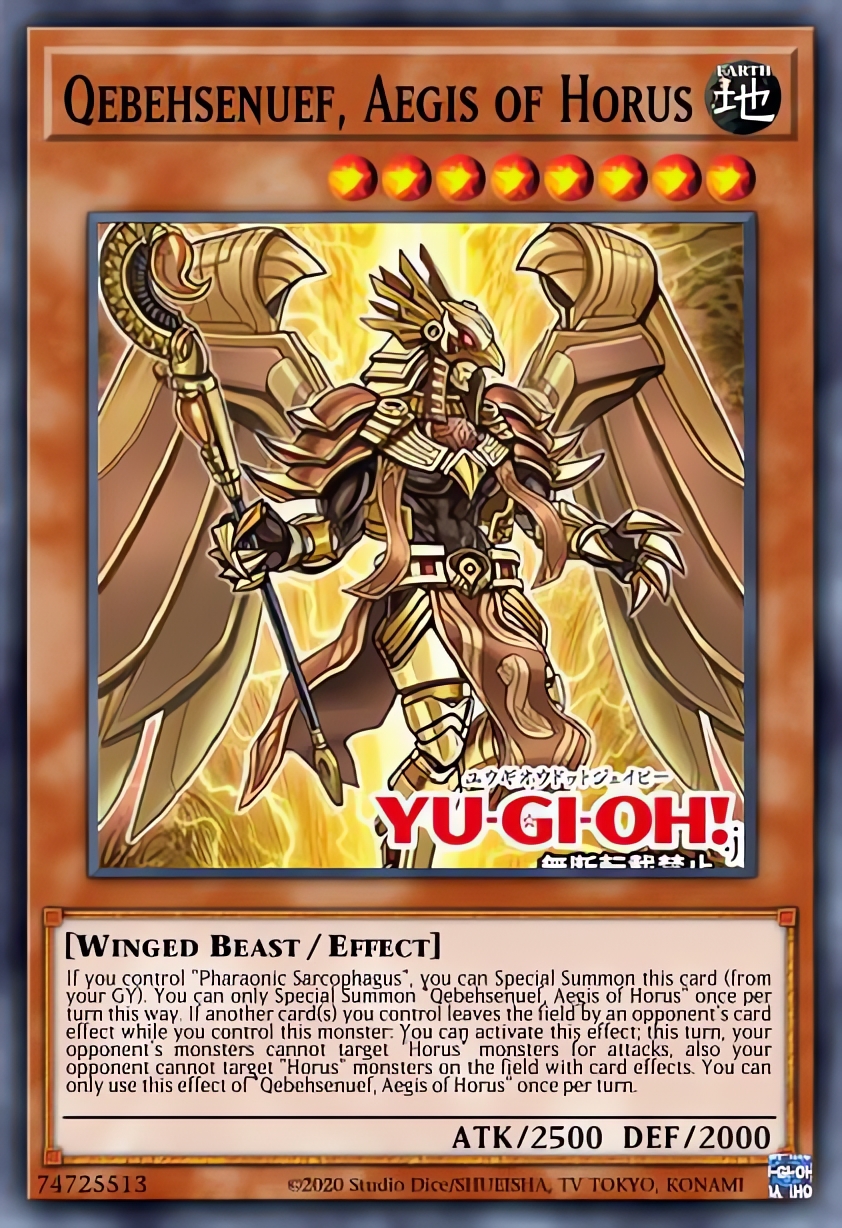 QEBEHSENUEF, AEGIS OF HORUS
EARTH
地
ユウギオウドットジェイピー
YU-GI-OH!
無断転載禁止
[WINGED BEAST / EFFECT]
If you control "Pharaonic Sarcophagus", you can Special Summon this card (from
your GY). You can only Special Summon "Qebehsenuef, Aegis of Horus" once per
turn this way. If another card(s) you control leaves the field by an opponent's card
effect while you control this monster: You can activate this effect; this turn, your
opponent's monsters cannot target "Horus" monsters for attacks, also your
opponent cannot target "Horus" monsters on the field with card effects. You can
only use this effect of "Qebehsenuef, Aegis of Horus" once per turn.
ATK/2500 DEF/2000
74725513
©2020 Studio Dice/SHUEISHA, TV TOKYO, KONAMI